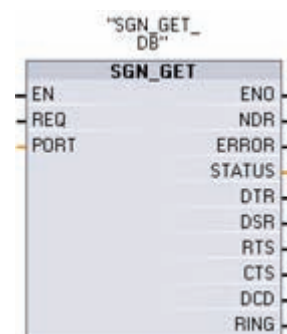 "SGN_GET_
DB"
SGN_GET
EN ENO
REQ NDR
PORT ERROR
STATUS
DTR
DSR
RTS
CTS
DCD
RING